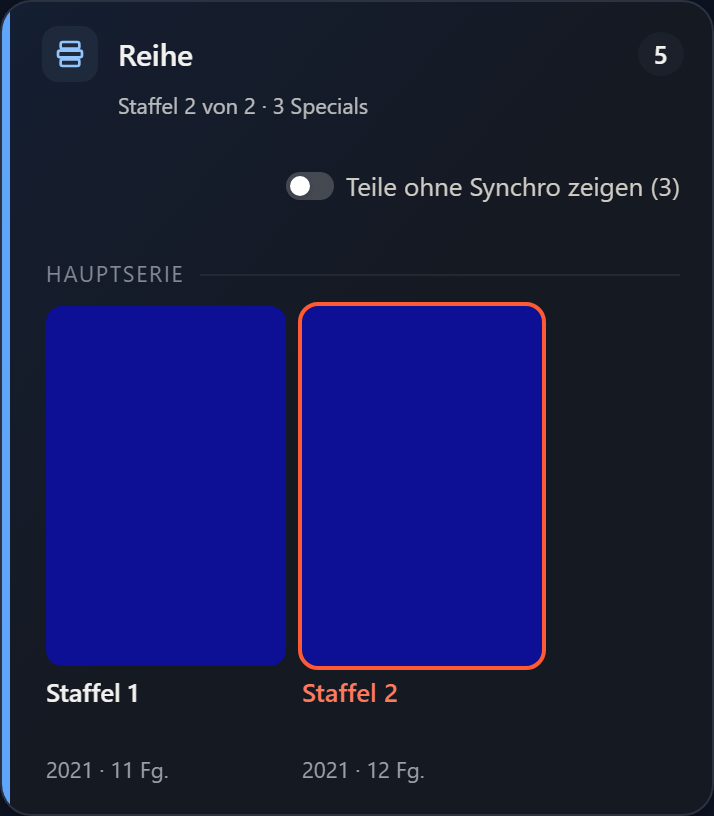 Reihe
5
Staffel 2 von 2 · 3 Specials
Teile ohne Synchro zeigen (3)
HAUPTSERIE
Staffel 1
Staffel 2
2021 · 11 Fg.
2021 · 12 Fg.